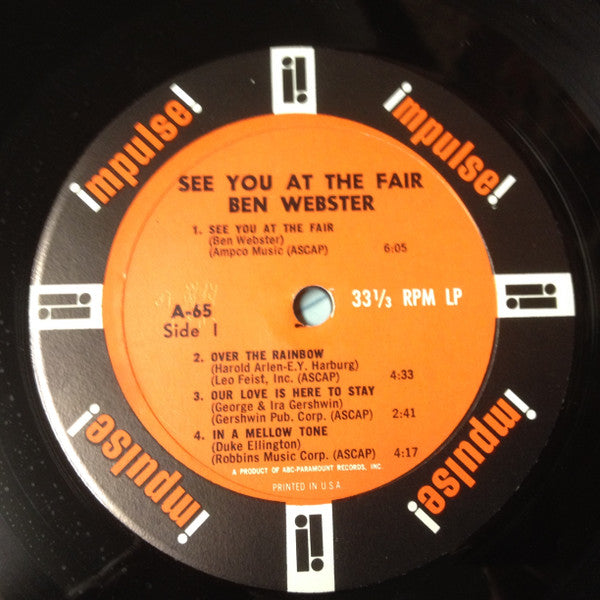 impulse!
impulse!
SEE YOU AT THE FAIR
BEN WEBSTER
1. SEE YOU AT THE FAIR
(Ben Webster)
(Ampco Music (ASCAP) 6:05
A-65
Side 1
33 1/3 RPM LP
2. OVER THE RAINBOW
(Harold Arlen-E.Y. Harburg)
(Leo Feist, Inc. (ASCAP) 4:33
3. OUR LOVE IS HERE TO STAY
(George & Ira Gershwin)
(Gershwin Pub. Corp. (ASCAP) 2:41
4. IN A MELLOW TONE
(Duke Ellington)
(Robbins Music Corp. (ASCAP) 4:17
A PRODUCT OF ABC-PARAMOUNT RECORDS, INC.
PRINTED IN U.S.A.
impulse!
impulse!